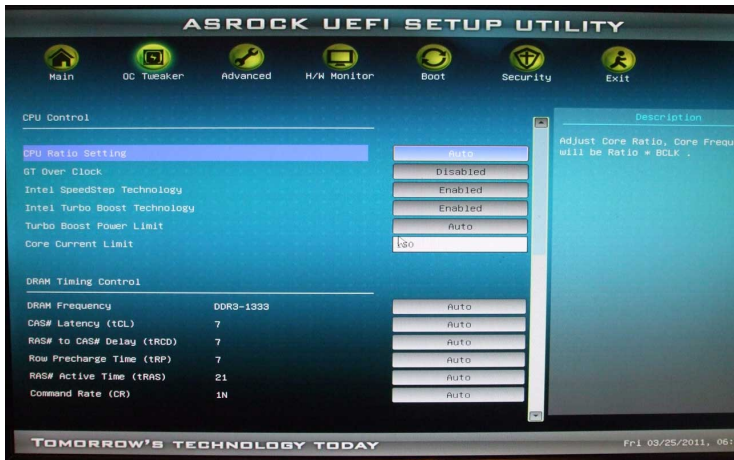 ASROCK UEFI SETUP UTILITY
Main OC Tweaker Advanced H/W Monitor Boot Security Exit
CPU Control
CPU Ratio Setting Auto
GT Over Clock Disabled
Intel SpeedStep Technology Enabled
Intel Turbo Boost Technology Enabled
Turbo Boost Power Limit Auto
Core Current Limit
DRAM Timing Control
DRAM Frequency DDR3-1333 Auto
CAS# Latency (tCL) 7 Auto
RAS# to CAS# Delay (tRCD) 7 Auto
Row Precharge Time (tRP) 7 Auto
RAS# Active Time (tRAS) 21 Auto
Command Rate (CR) 1N Auto
Description
Adjust Core Ratio, Core Frequ
will be Ratio * BCLK .
TOMORROW'S TECHNOLOGY TODAY
Fri 03/25/2011, 06: